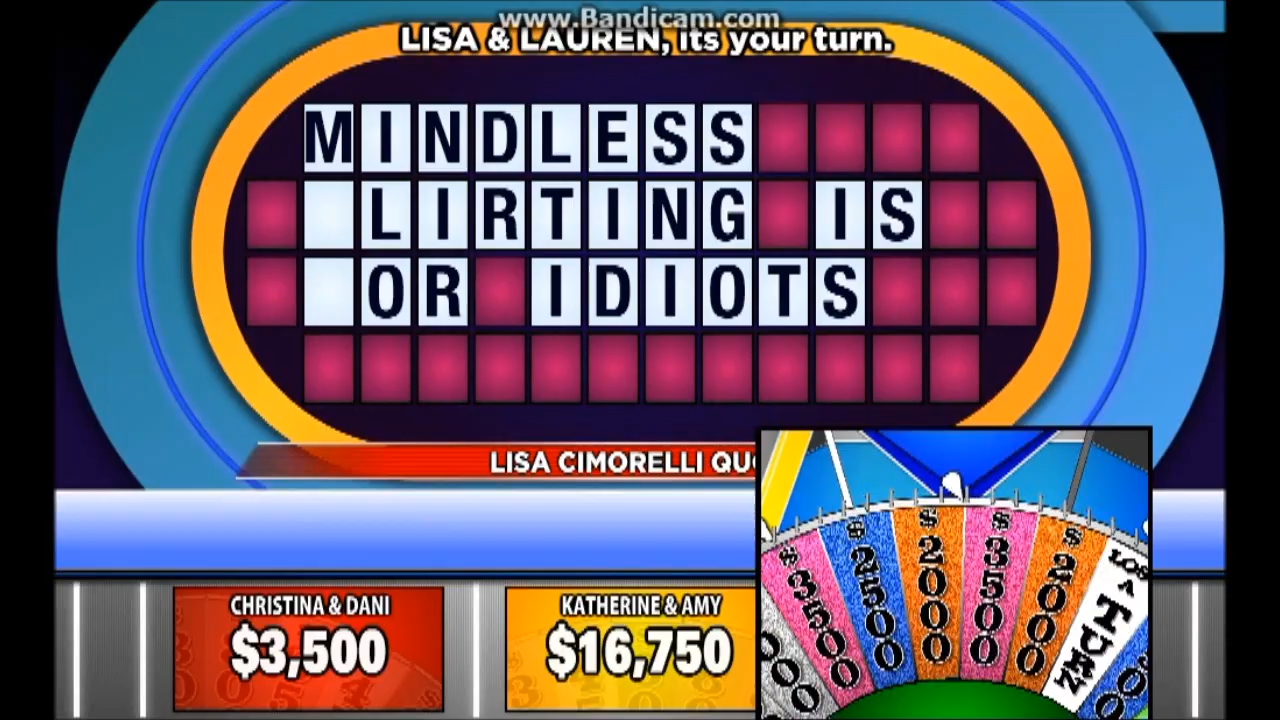 www.Bandicam.com
LISA & LAUREN, its your turn.
MINDLESS
LIRTING IS
OR IDIOTS
LISA CIMORELLI QUO
CHRISTINA & DANI
$3,500
KATHERINE & AMY
$16,750
$3500
$2500
$2000
$3500
$2000
LOSE A TURN